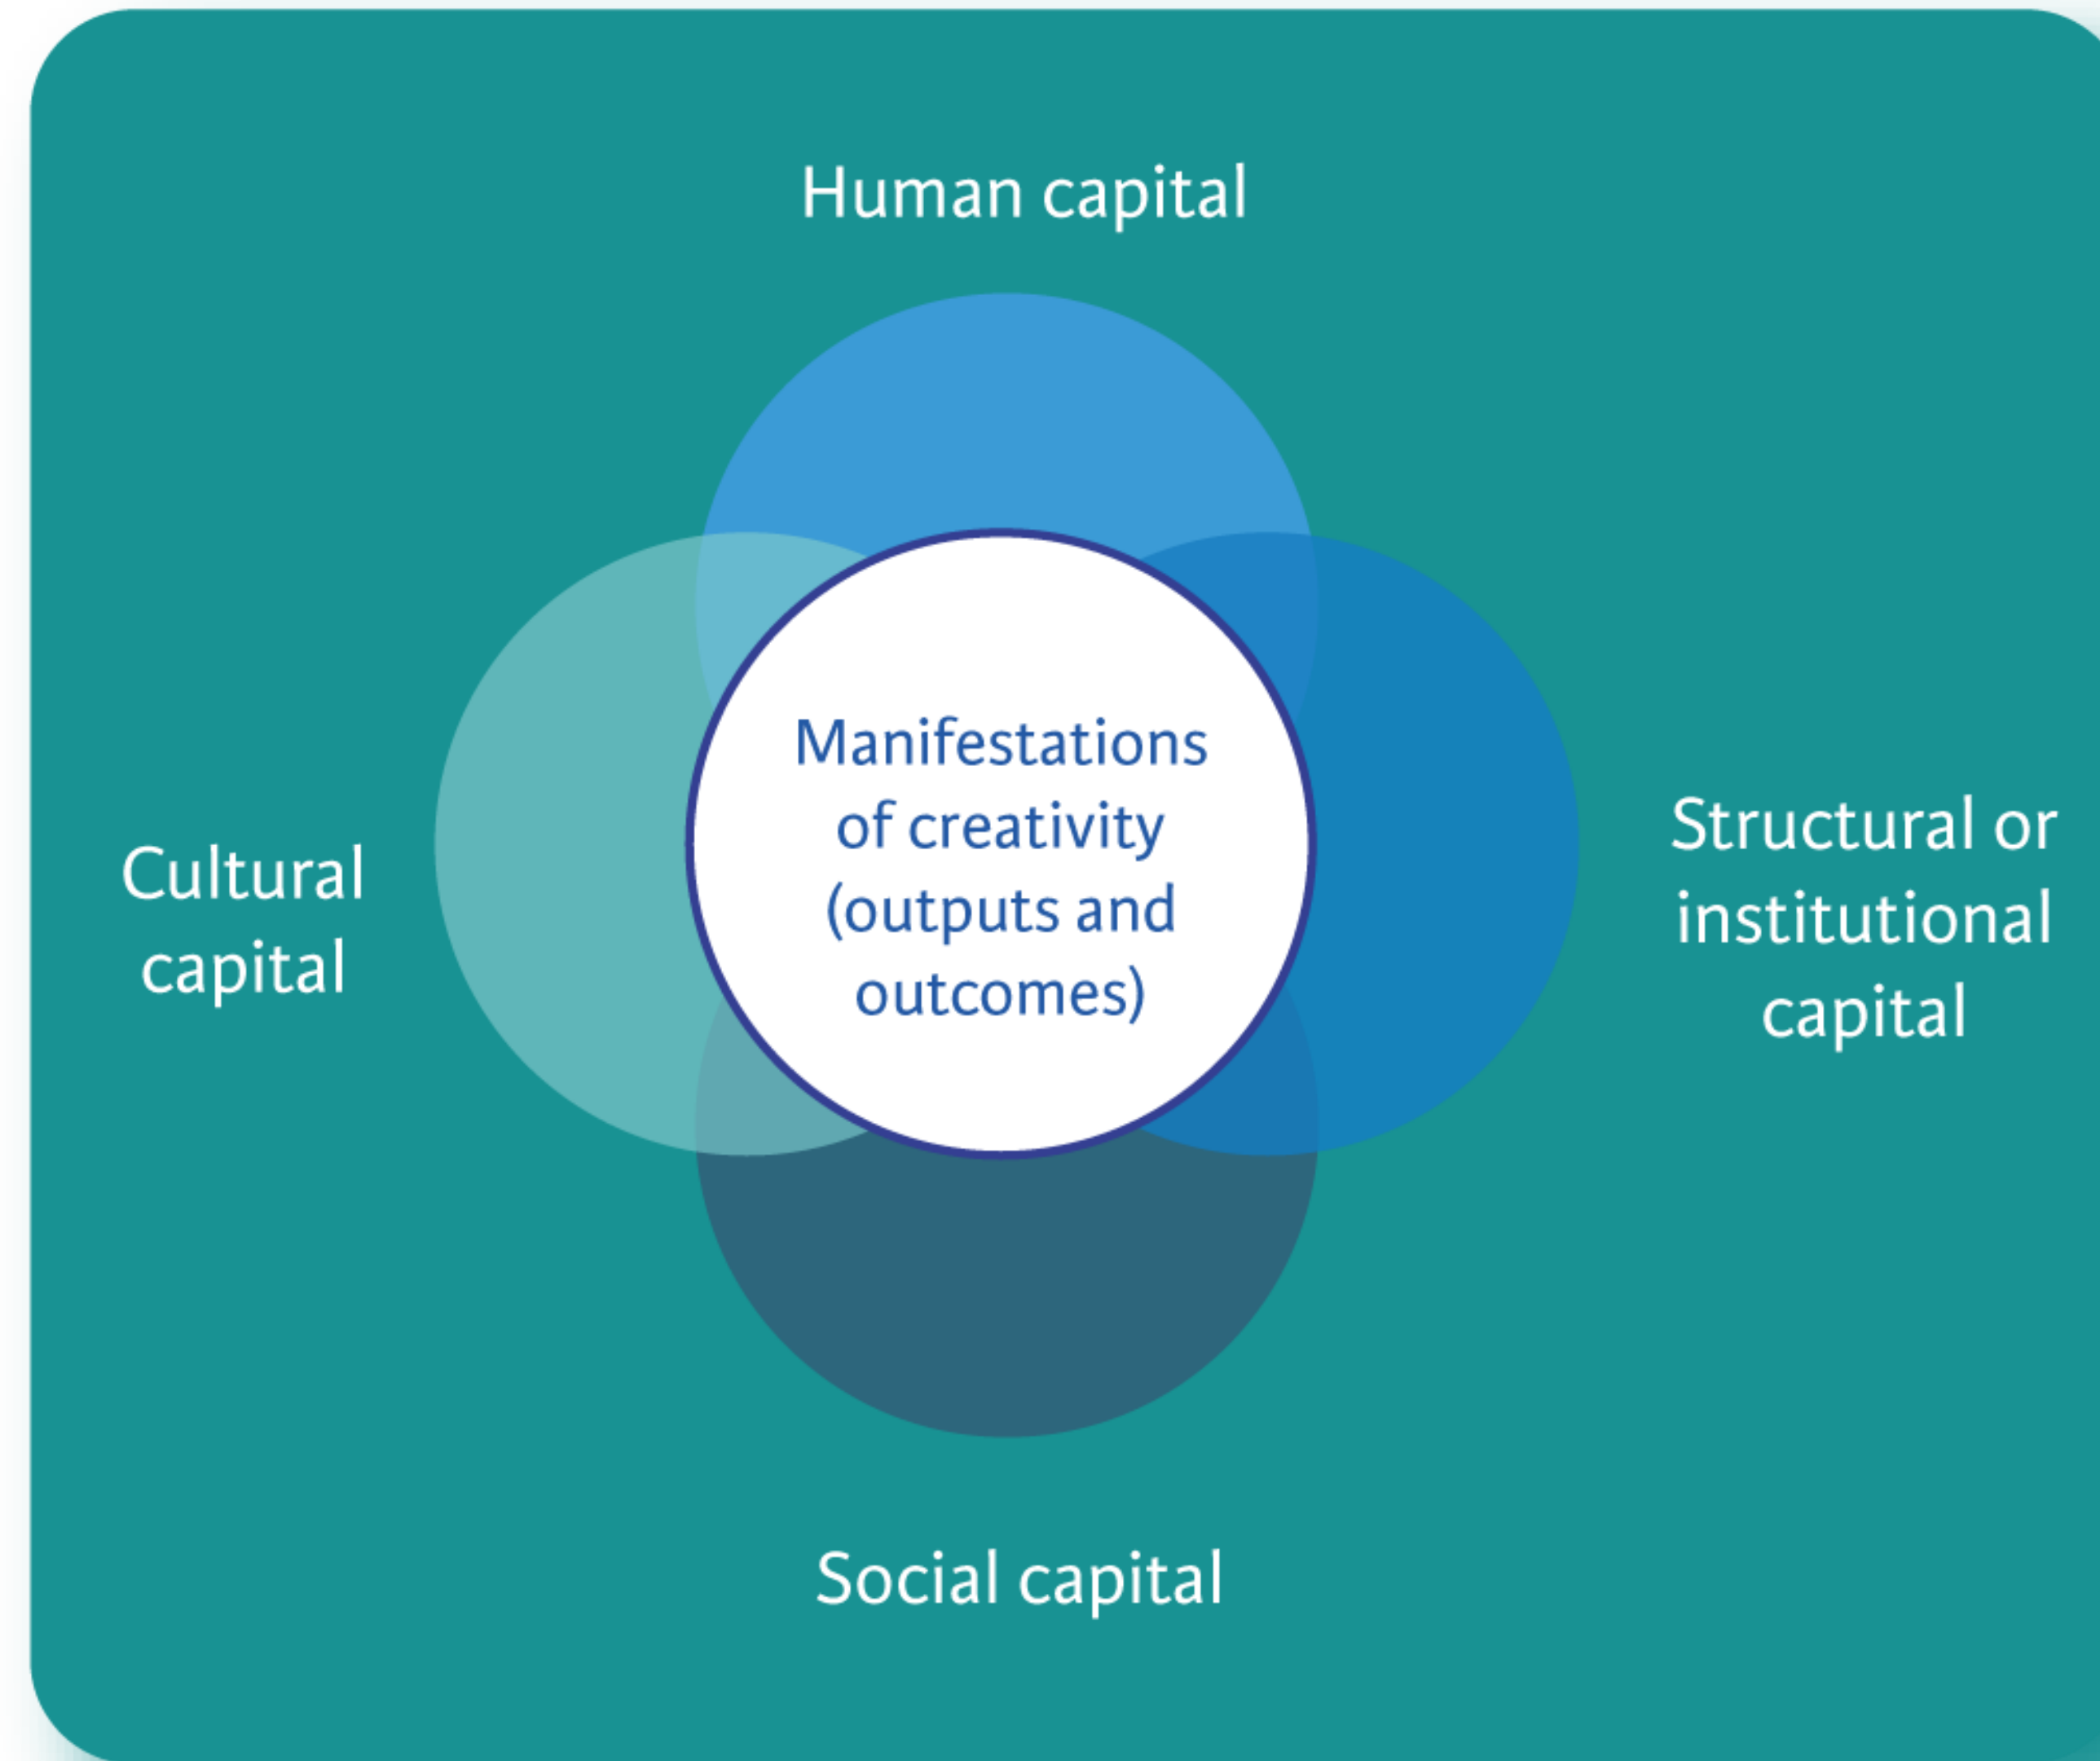 Human capital
Manifestations
of creativity
(outputs and
outcomes)
Cultural
capital
Structural or
institutional
capital
Social capital